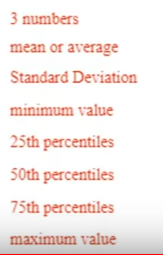 3 numbers
mean or average
Standard Deviation
minimum value
25th percentiles
50th percentiles
75th percentiles
maximum value